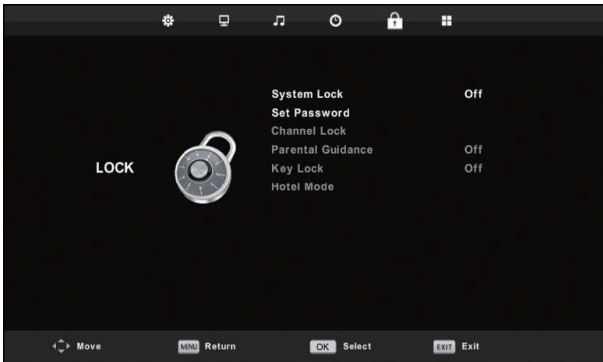 System Lock Off
Set Password
Channel Lock
Parental Guidance Off
Key Lock Off
Hotel Mode
LOCK
Move MENU Return OK Select EXIT Exit